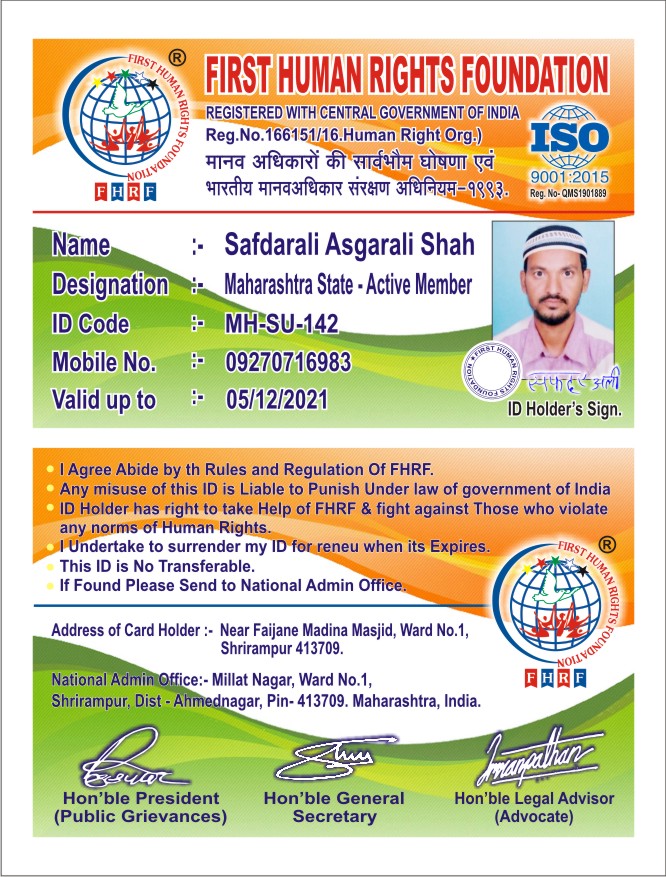 FIRST HUMAN RIGHTS FOUNDATION
®
FIRST HUMAN RIGHTS FOUNDATION
FHRF
REGISTERED WITH CENTRAL GOVERNMENT OF INDIA
Reg.No.166151/16.Human Right Org.)
मानव अधिकारों की सार्वभौम घोषणा एवं
भारतीय मानवअधिकार संरक्षण अधिनियम-१९९३.
ISO
9001:2015
Reg. No- QMS1901889
Name :- Safdarali Asgarali Shah
Designation :- Maharashtra State - Active Member
ID Code :- MH-SU-142
Mobile No. :- 09270716983
Valid up to :- 05/12/2021
FIRST HUMAN RIGHTS FOUNDATION
सफदर अली
ID Holder's Sign.
I Agree Abide by th Rules and Regulation Of FHRF.
Any misuse of this ID is Liable to Punish Under law of government of India
ID Holder has right to take Help of FHRF & fight against Those who violate
any norms of Human Rights.
I Undertake to surrender my ID for reneu when its Expires.
This ID is No Transferable.
If Found Please Send to National Admin Office.
®
FIRST HUMAN RIGHTS FOUNDATION
FHRF
Address of Card Holder :- Near Faijane Madina Masjid, Ward No.1,
Shrirampur 413709.
National Admin Office:- Millat Nagar, Ward No.1,
Shrirampur, Dist - Ahmednagar, Pin- 413709. Maharashtra, India.
Imranpathan
Hon'ble President
(Public Grievances)
Hon'ble General
Secretary
Hon'ble Legal Advisor
(Advocate)